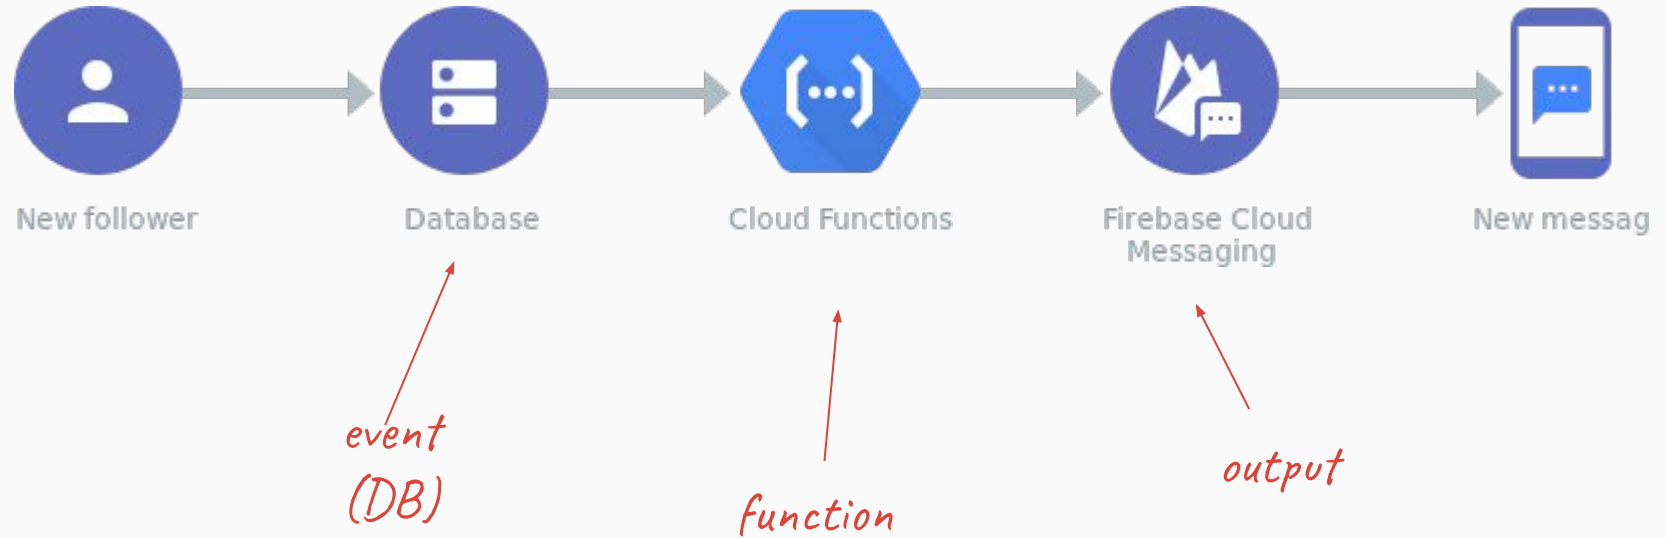 New follower
Database
Cloud Functions
Firebase Cloud
Messaging
New messag
event
(DB)
function
output